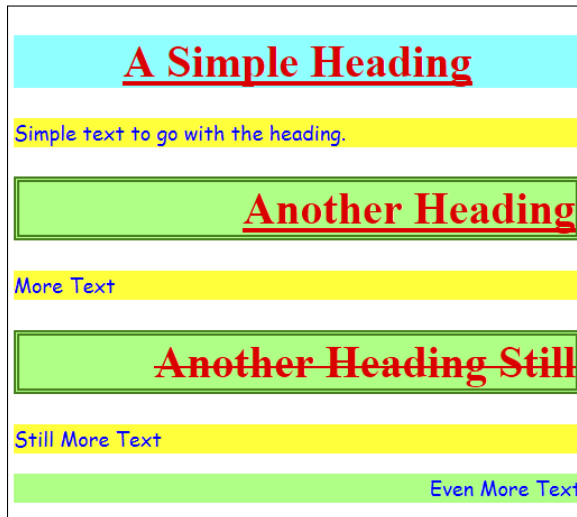 A Simple Heading
Simple text to go with the heading.
Another Heading
More Text
Another Heading Still
Still More Text
Even More Text